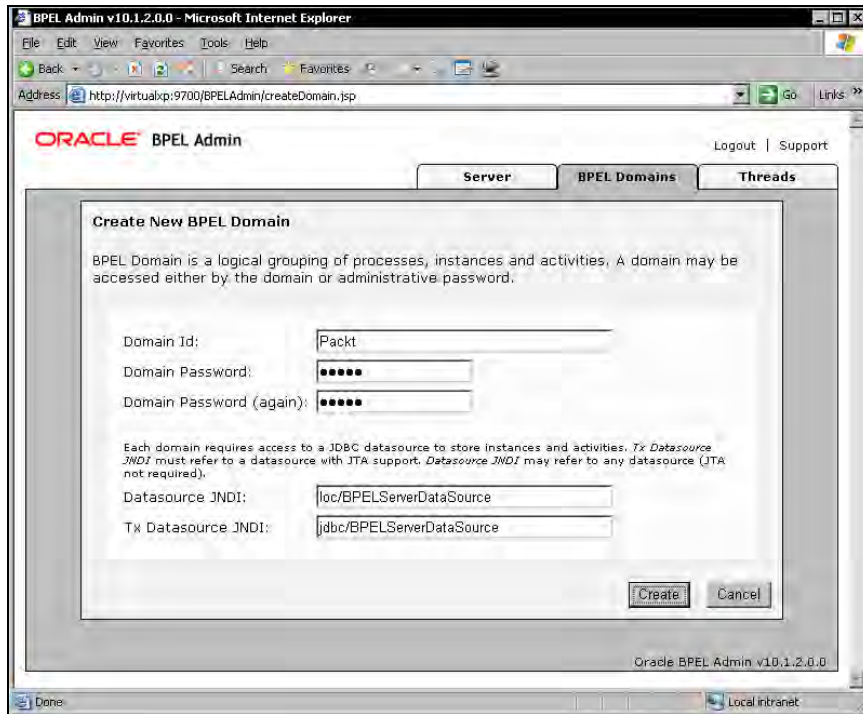 BPEL Admin v10.1.2.0.0 - Microsoft Internet Explorer
File Edit View Favorites Tools Help
Back Search Favorites
Address http://virtualxp:9700/BPELAdmin/createDomain.jsp Go Links »
ORACLE BPEL Admin
Logout | Support
Server BPEL Domains Threads
Create New BPEL Domain
BPEL Domain is a logical grouping of processes, instances and activities. A domain may be
accessed either by the domain or administrative password.
Domain Id: Packt
Domain Password: •••••
Domain Password (again): •••••
Each domain requires access to a JDBC datasource to store instances and activities. Tx Datasource
JNDI must refer to a datasource with JTA support. Datasource JNDI may refer to any datasource (JTA
not required).
Datasource JNDI: loc/BPELServerDataSource
Tx Datasource JNDI: jdbc/BPELServerDataSource
Create Cancel
Oracle BPEL Admin v10.1.2.0.0
Done Local intranet